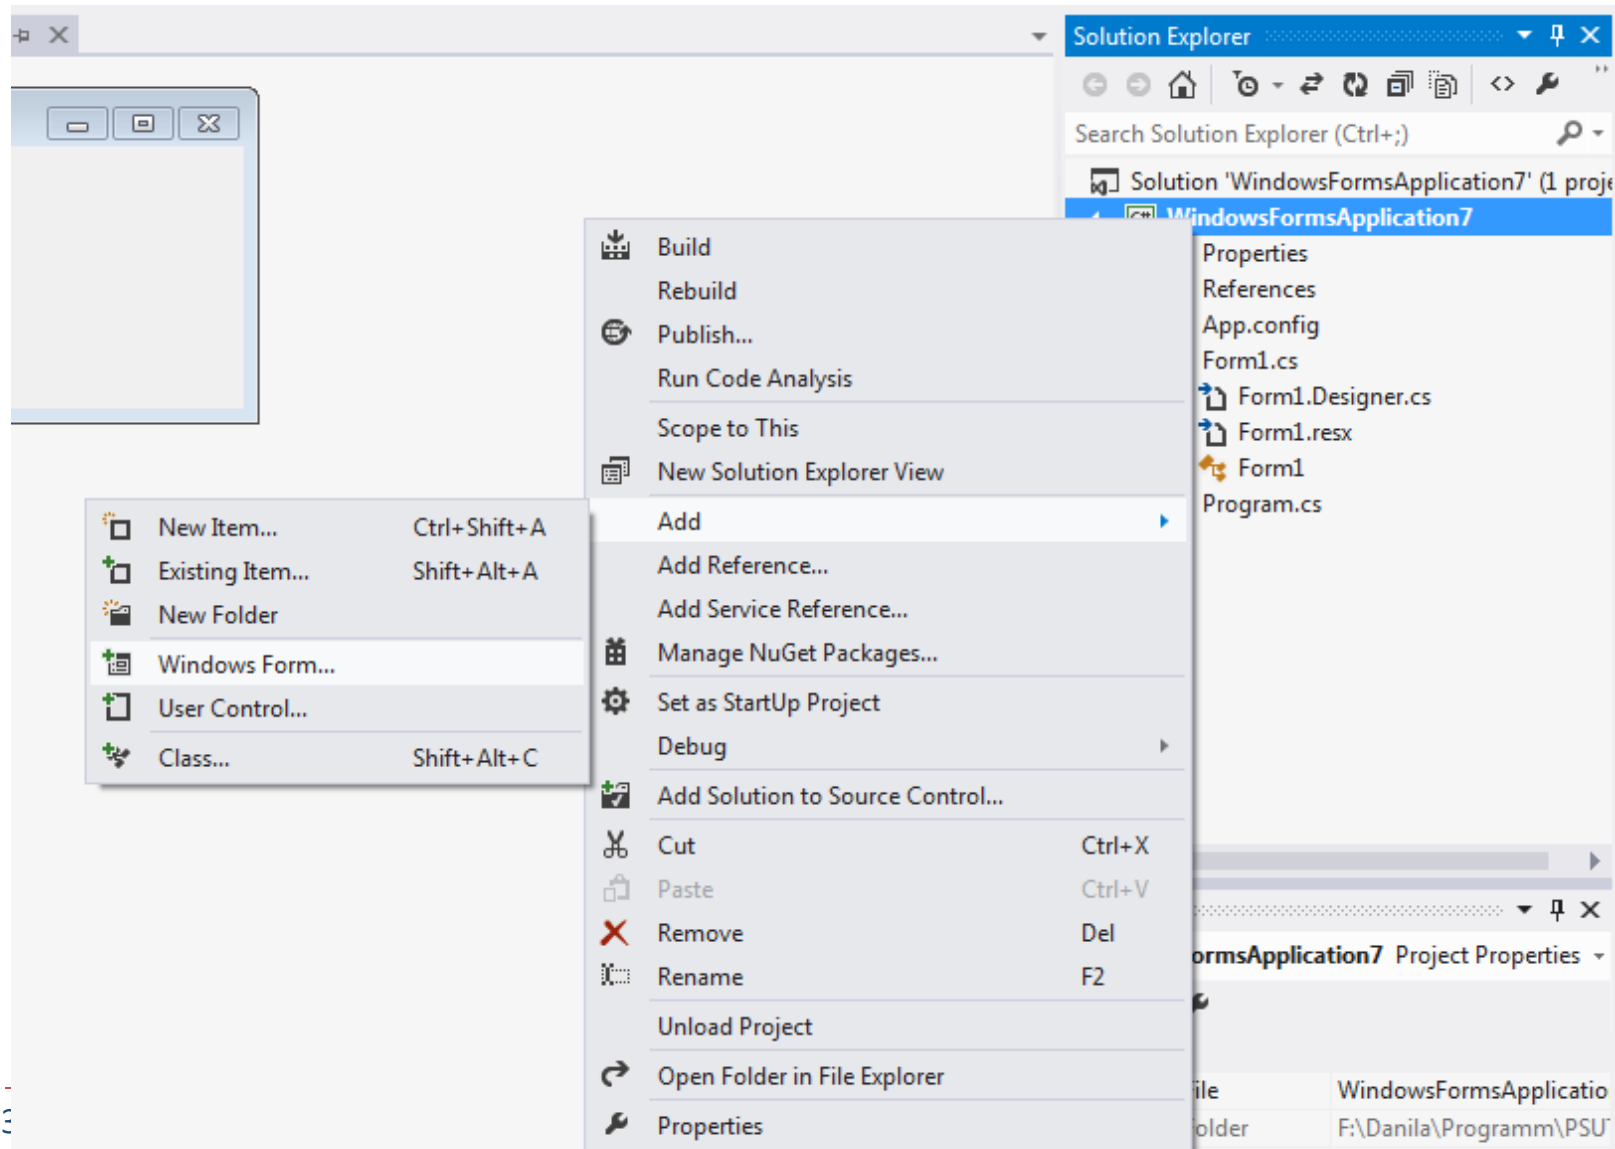 Solution Explorer
Search Solution Explorer (Ctrl+;)
Solution 'WindowsFormsApplication7' (1 proje
C# WindowsFormsApplication7
Properties
References
App.config
Form1.cs
Form1.Designer.cs
Form1.resx
Form1
Program.cs
Build
Rebuild
Publish...
Run Code Analysis
Scope to This
New Solution Explorer View
Add
Add Reference...
Add Service Reference...
Manage NuGet Packages...
Set as StartUp Project
Debug
Add Solution to Source Control...
Cut Ctrl+X
Paste Ctrl+V
Remove Del
Rename F2
Unload Project
Open Folder in File Explorer
Properties
New Item... Ctrl+Shift+A
Existing Item... Shift+Alt+A
New Folder
Windows Form...
User Control...
Class... Shift+Alt+C
ormsApplication7 Project Properties
ile WindowsFormsApplicatio
older F:\Danila\Programm\PSU